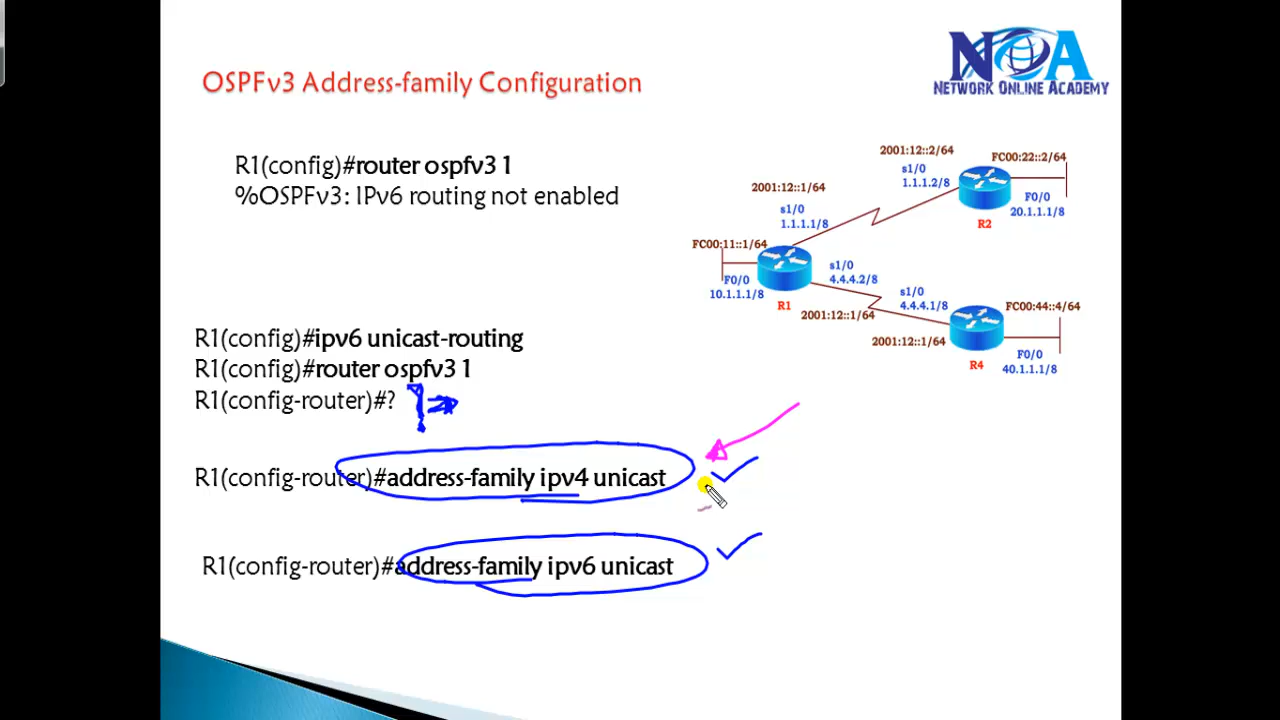 NOA
NETWORK ONLINE ACADEMY
OSPFv3 Address-family Configuration
R1(config)#router ospfv3 1
%OSPFv3: IPv6 routing not enabled
R1(config)#ipv6 unicast-routing
R1(config)#router ospfv3 1
R1(config-router)#?
R1(config-router)#address-family ipv4 unicast
R1(config-router)#address-family ipv6 unicast
2001:12::2/64
s1/0
1.1.1.2/8
FC00:22::2/64
F0/0
20.1.1.1/8
R2
2001:12::1/64
s1/0
1.1.1.1/8
FC00:11::1/64
F0/0
10.1.1.1/8
R1
s1/0
4.4.4.2/8
2001:12::1/64
s1/0
4.4.4.1/8
2001:12::1/64
FC00:44::4/64
F0/0
40.1.1.1/8
R4